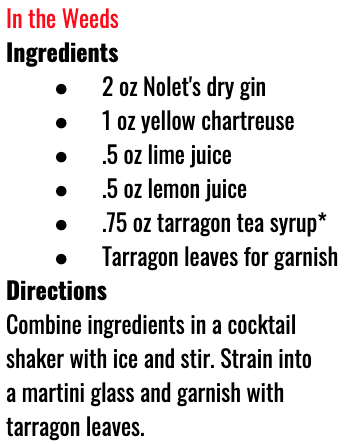 In the Weeds
Ingredients
● 2 oz Nolet's dry gin
● 1 oz yellow chartreuse
● .5 oz lime juice
● .5 oz lemon juice
● .75 oz tarragon tea syrup*
● Tarragon leaves for garnish
Directions
Combine ingredients in a cocktail
shaker with ice and stir. Strain into
a martini glass and garnish with
tarragon leaves.